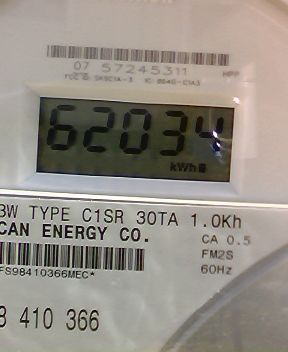 07 57245311
62034
kWh
3W TYPE C1SR 30TA 1.0Kh
CAN ENERGY CO.
CA 0.5
FM2S
60Hz
FS98410366MEC*
8 410 366